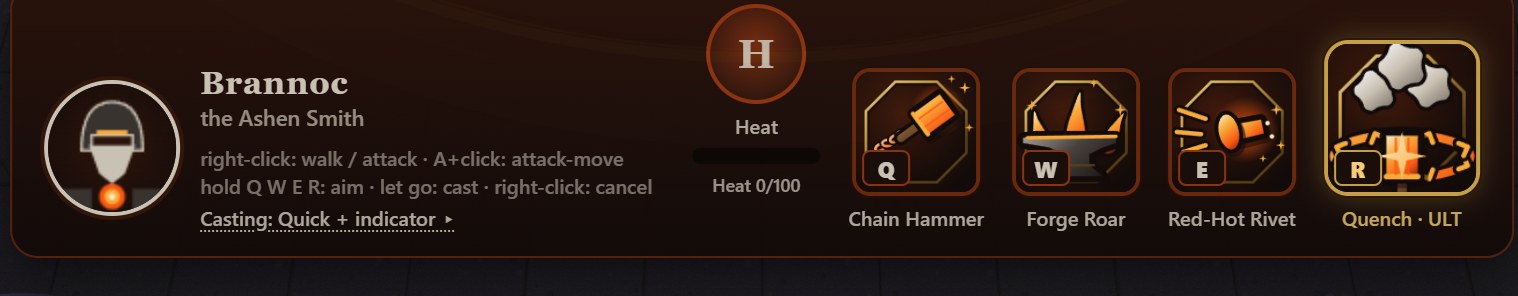 Brannoc
the Ashen Smith
right-click: walk / attack · A+click: attack-move
hold Q W E R: aim · let go: cast · right-click: cancel
Casting: Quick + indicator ▸
H
Heat
Heat 0/100
Q
Chain Hammer
W
Forge Roar
E
Red-Hot Rivet
R
Quench · ULT